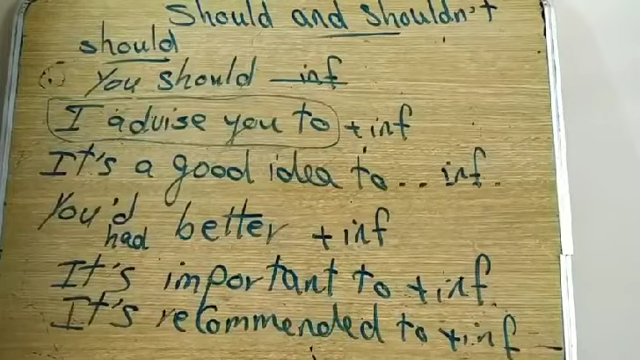 Should and shouldn't
should
You should inf
I advise you to + inf
It's a good idea to... inf.
You'd better + inf
had
It's important to + inf
It's recommended to + inf